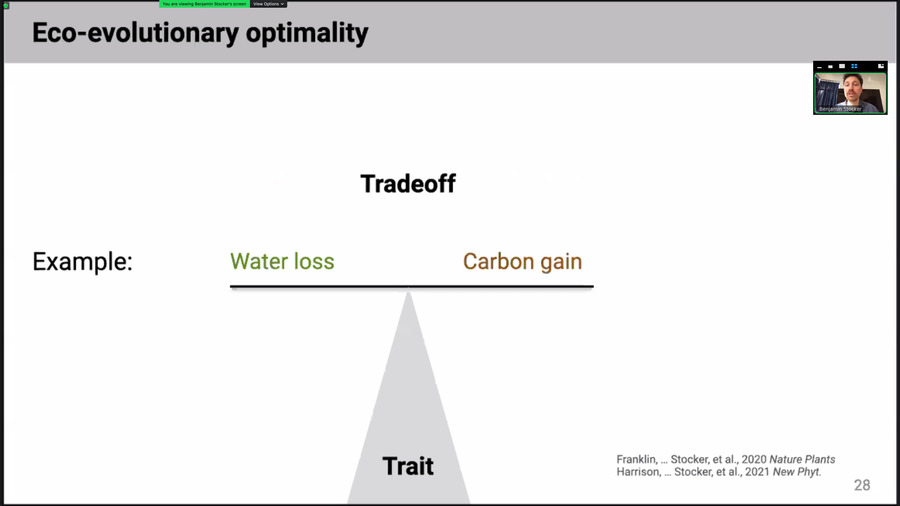 You are viewing Benjamin Stocker's screen
View Options
Eco-evolutionary optimality
Benjamin Stocker
Tradeoff
Example:
Water loss
Carbon gain
Trait
Franklin, ... Stocker, et al., 2020 Nature Plants
Harrison, ... Stocker, et al., 2021 New Phyt.
28